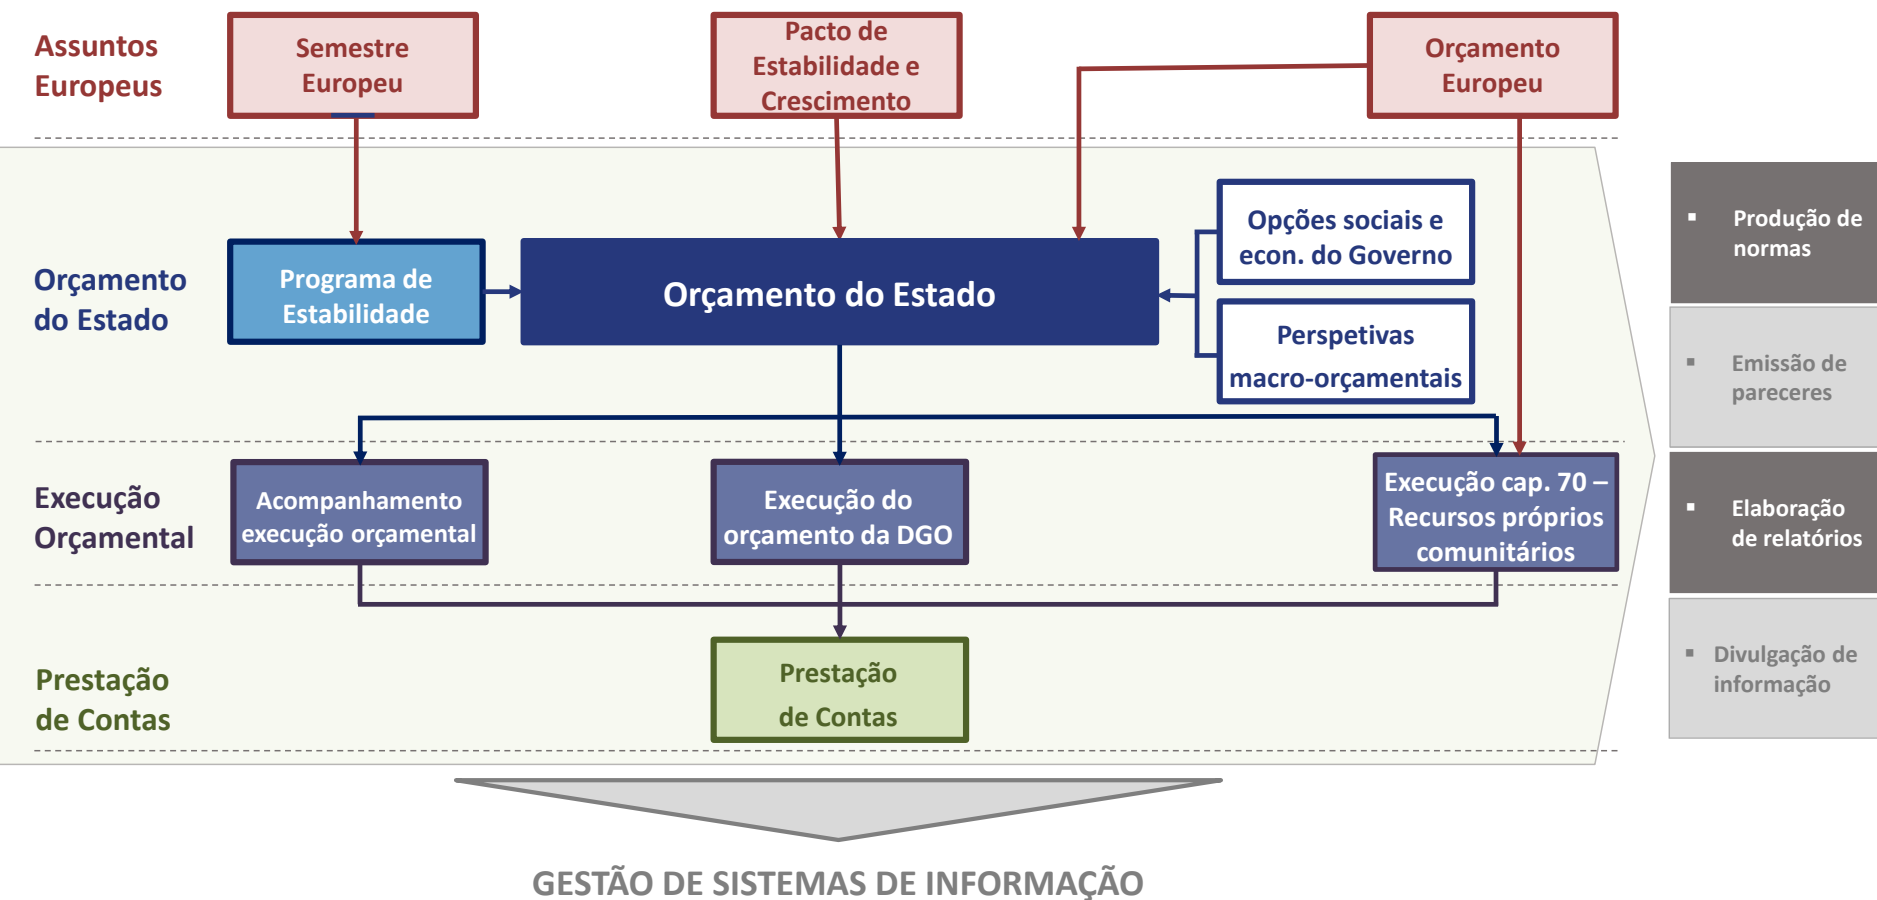 Assuntos
Europeus
Semestre
Europeu
Pacto de
Estabilidade e
Crescimento
Orçamento
Europeu
Orçamento
do Estado
Programa de
Estabilidade
Orçamento do Estado
Opções sociais e
econ. do Governo
Perspetivas
macro-orçamentais
Execução
Orçamental
Acompanhamento
execução orçamental
Execução do
orçamento da DGO
Execução cap. 70 –
Recursos próprios
comunitários
Prestação
de Contas
Prestação
de Contas
▪ Produção de
normas
▪ Emissão de
pareceres
▪ Elaboração
de relatórios
▪ Divulgação de
informação
GESTÃO DE SISTEMAS DE INFORMAÇÃO